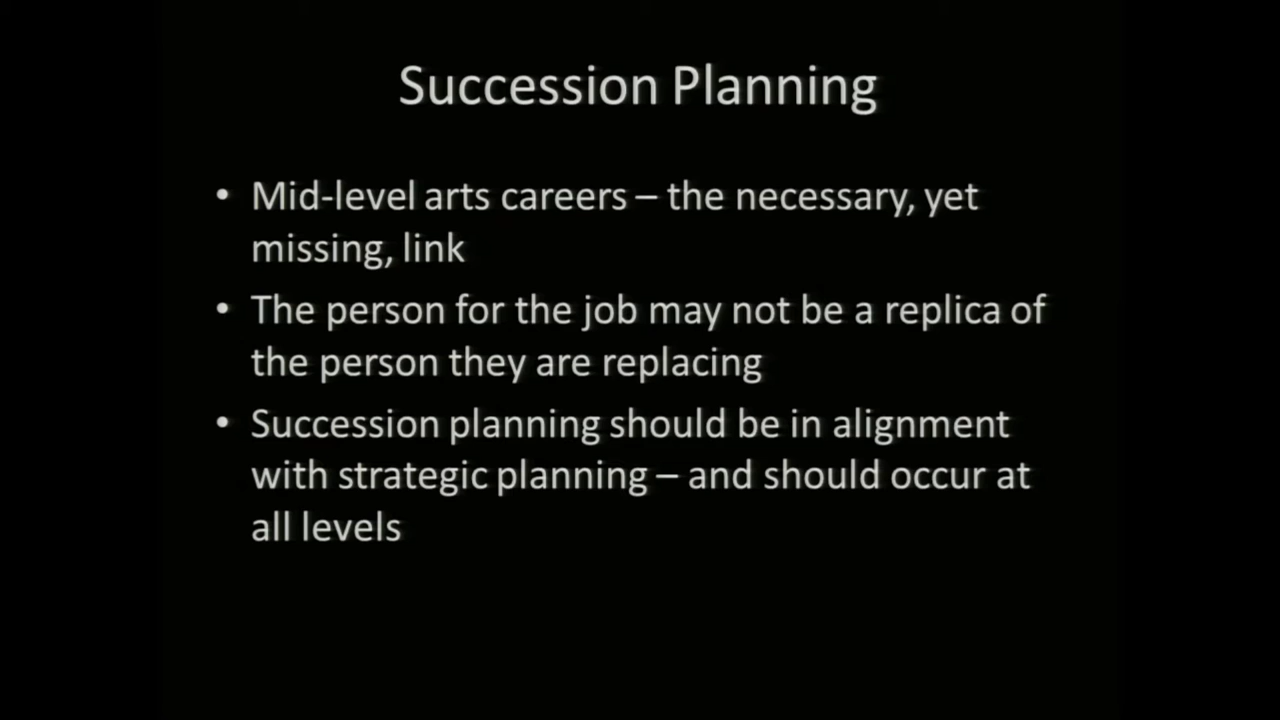 Succession Planning
• Mid-level arts careers – the necessary, yet
missing, link
• The person for the job may not be a replica of
the person they are replacing
• Succession planning should be in alignment
with strategic planning – and should occur at
all levels